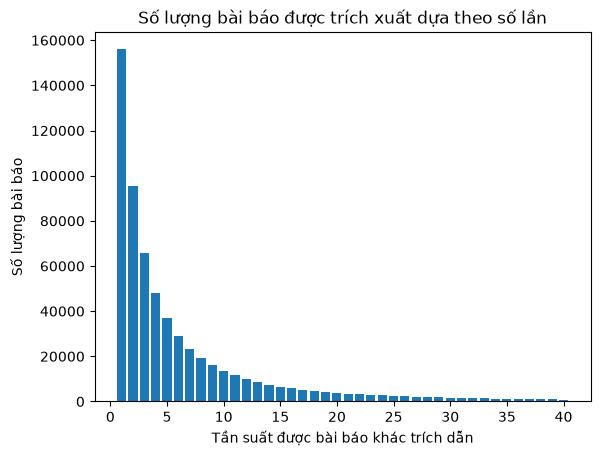 Số lượng bài báo được trích xuất dựa theo số lần
160000
140000
120000
100000
80000
60000
40000
20000
0
Số lượng bài báo
0 5 10 15 20 25 30 35 40
Tần suất được bài báo khác trích dẫn